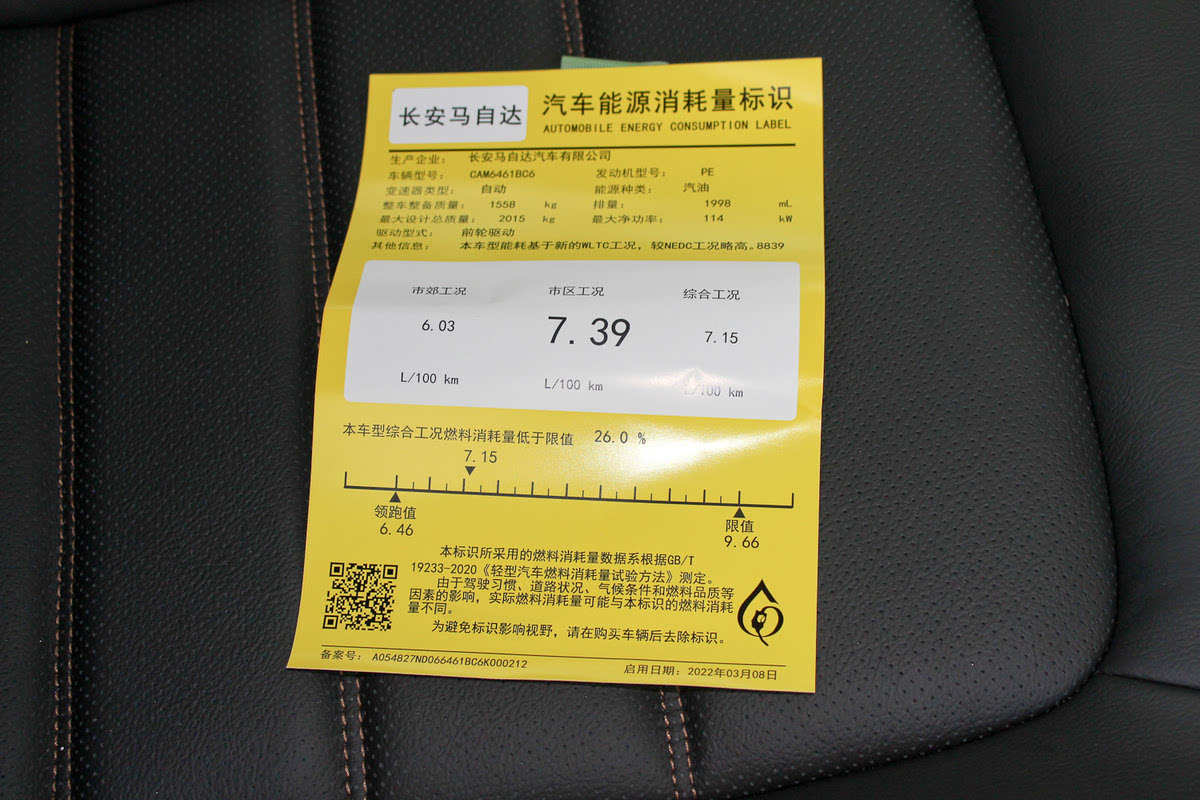 长安马自达
汽车能源消耗量标识
AUTOMOBILE ENERGY CONSUMPTION LABEL
生产企业: 长安马自达汽车有限公司
车辆型号: CAM6461BC6 发动机型号: PE
变速器类型: 自动 能源种类: 汽油
整车整备质量: 1558 kg 排量: 1998 mL
最大设计总质量: 2015 kg 最大净功率: 114 kW
驱动型式: 前轮驱动
其他信息: 本车型能耗基于新的WLTC工况，较NEDC工况略高。8839
市郊工况 市区工况 综合工况
6.03 7.39 7.15
L/100 km L/100 km L/100 km
本车型综合工况燃料消耗量低于限值 26.0 %
7.15
领跑值 限值
6.46 9.66
本标识所采用的燃料消耗量数据系根据GB/T
19233-2020《轻型汽车燃料消耗量试验方法》测定。
由于驾驶习惯、道路状况、气候条件和燃料品质等
因素的影响，实际燃料消耗量可能与本标识的燃料消耗
量不同。
为避免标识影响视野，请在购买车辆后去除标识。
备案号: A054827ND066461BC6K000212 启用日期: 2022年03月08日